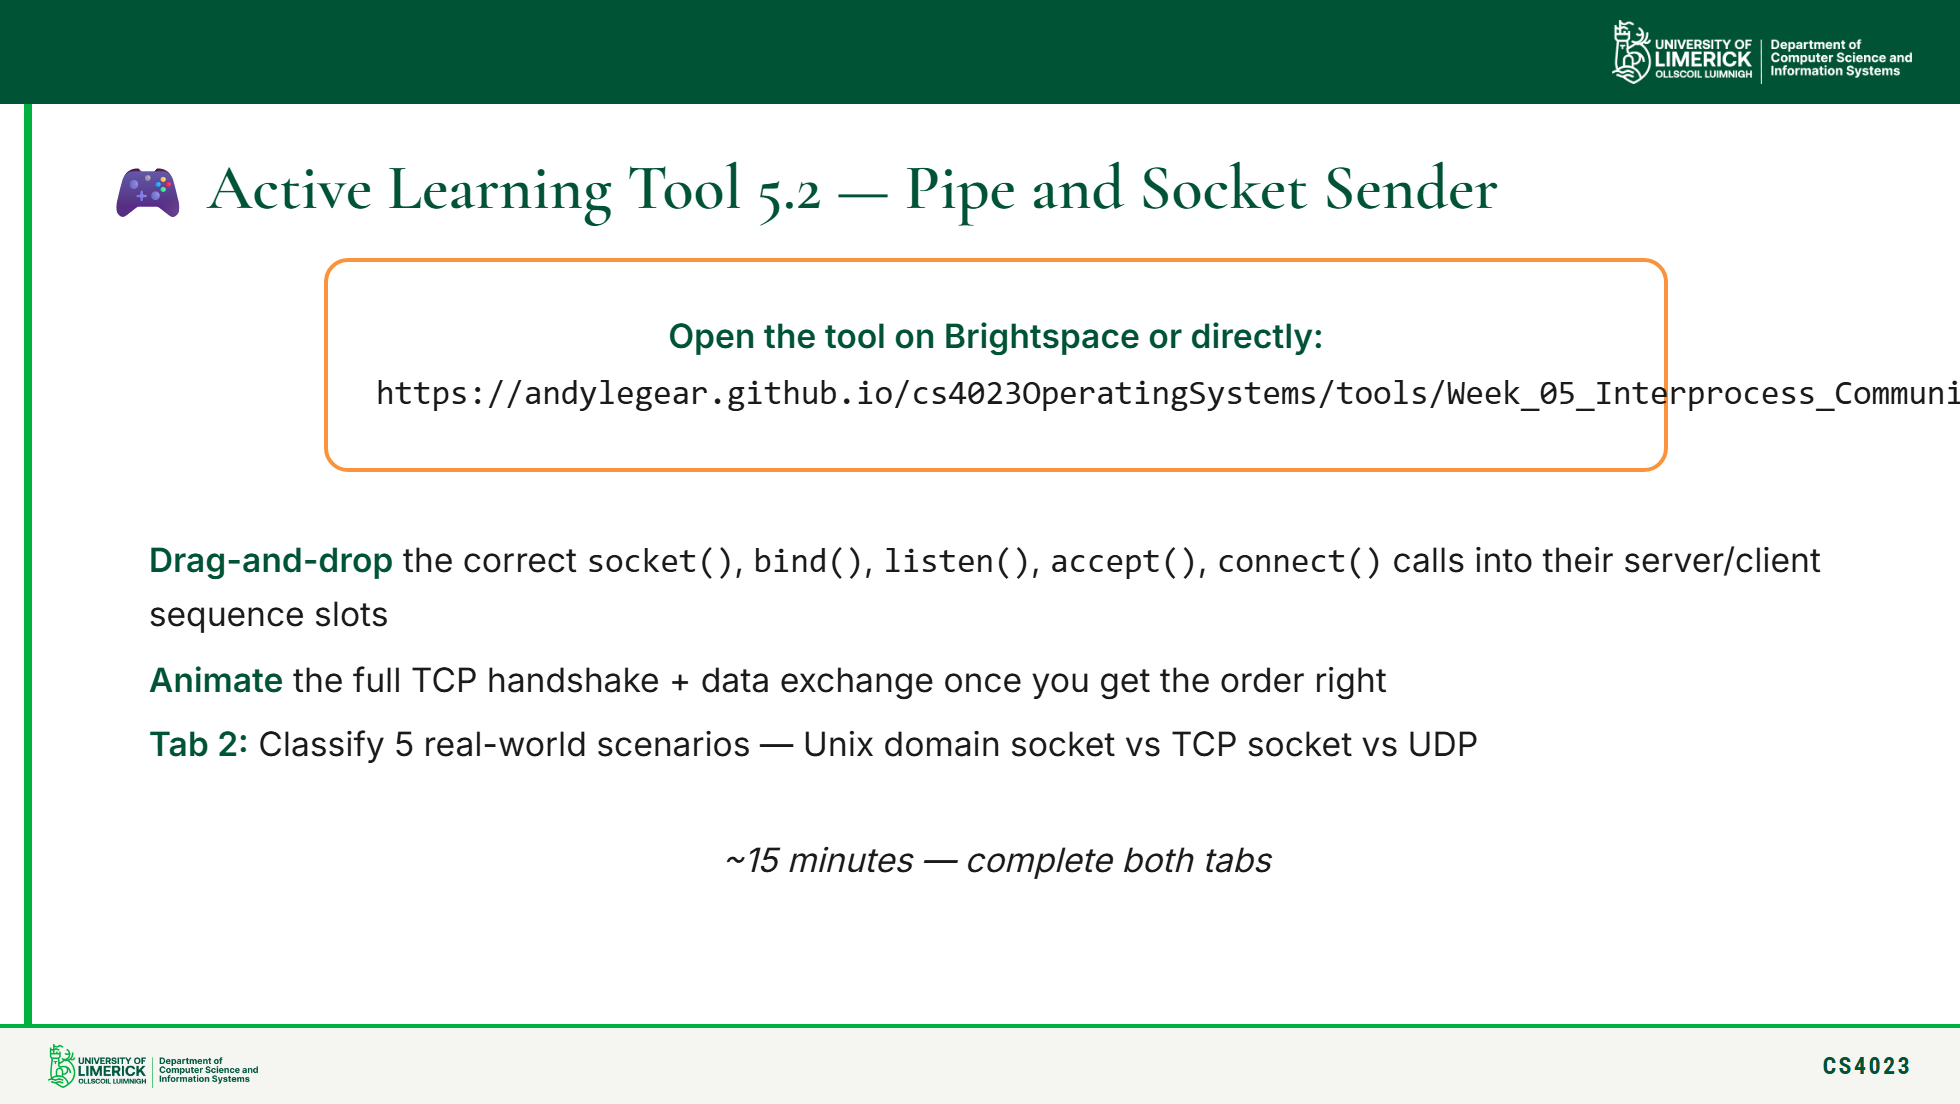 UNIVERSITY OF
LIMERICK
OLLSCOIL LUIMNIGH
Department of
Computer Science and
Information Systems
Active Learning Tool 5.2 — Pipe and Socket Sender
Open the tool on Brightspace or directly:
https://andylegear.github.io/cs4023OperatingSystems/tools/Week_05_Interprocess_Communi
Drag-and-drop the correct socket(), bind(), listen(), accept(), connect() calls into their server/client
sequence slots
Animate the full TCP handshake + data exchange once you get the order right
Tab 2: Classify 5 real-world scenarios — Unix domain socket vs TCP socket vs UDP
~15 minutes — complete both tabs
UNIVERSITY OF
LIMERICK
OLLSCOIL LUIMNIGH
Department of
Computer Science and
Information Systems
CS4023